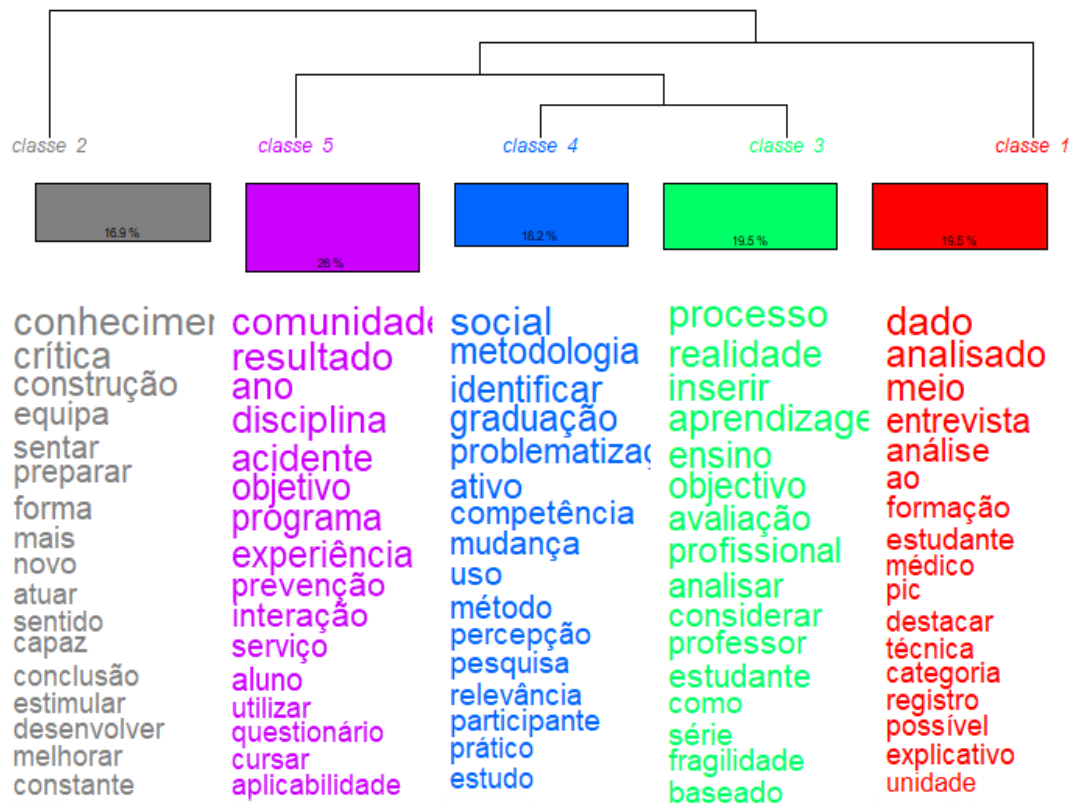 classe 2
classe 5
classe 4
classe 3
classe 1
16.9 %
26 %
18.2 %
19.5 %
19.5 %
conhecimen
crítica
construção
equipa
sentar
preparar
forma
mais
novo
atuar
sentido
capaz
conclusão
estimular
desenvolver
melhorar
constante
comunidade
resultado
ano
disciplina
acidente
objetivo
programa
experiência
prevenção
interação
serviço
aluno
utilizar
questionário
cursar
aplicabilidade
social
metodologia
identificar
graduação
problematizaç
ativo
competência
mudança
uso
método
percepção
pesquisa
relevância
participante
prático
estudo
processo
realidade
inserir
aprendizage
ensino
objectivo
avaliação
profissional
analisar
considerar
professor
estudante
como
série
fragilidade
baseado
dado
analisado
meio
entrevista
análise
ao
formação
estudante
médico
pic
destacar
técnica
categoria
registro
possível
explicativo
unidade